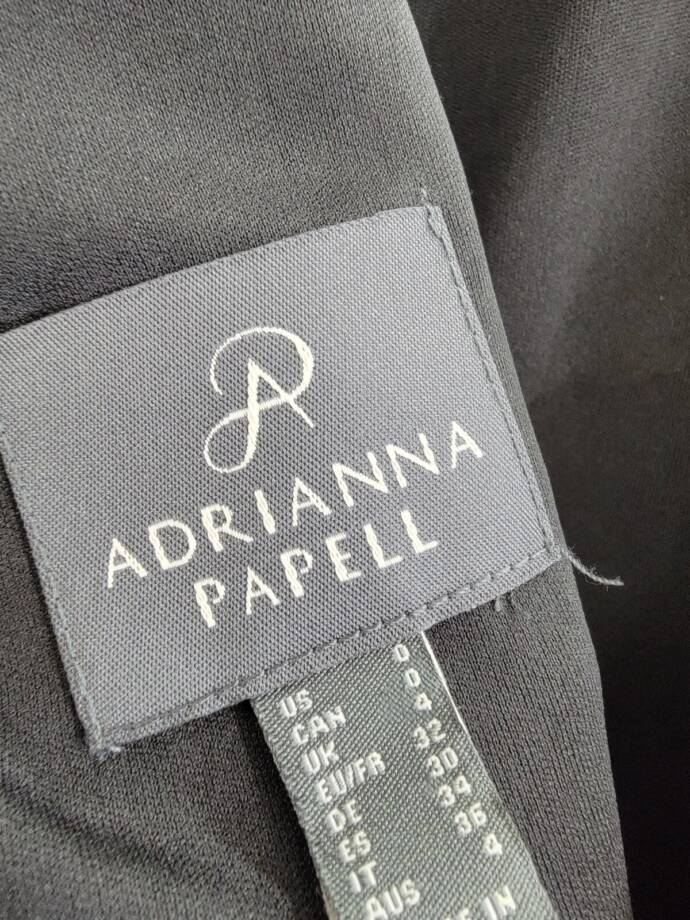 ADRIANNA
PAPELL
US 0
CAN 0
UK 4
EU/FR 32
DE 30
ES 34
IT 36
AUS 4
IN